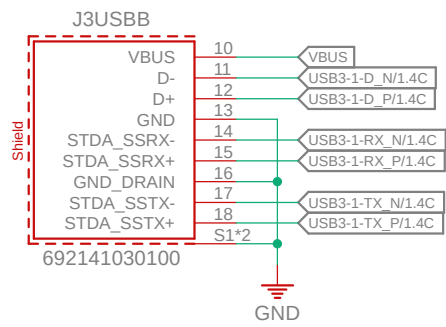 J3USBB
VBUS 10 VBUS
D- 11 USB3-1-D_N/1.4C
D+ 12 USB3-1-D_P/1.4C
GND 13
STDA_SSRX- 14 USB3-1-RX_N/1.4C
STDA_SSRX+ 15 USB3-1-RX_P/1.4C
GND_DRAIN 16
STDA_SSTX- 17 USB3-1-TX_N/1.4C
STDA_SSTX+ 18 USB3-1-TX_P/1.4C
S1*2
Shield
692141030100
GND